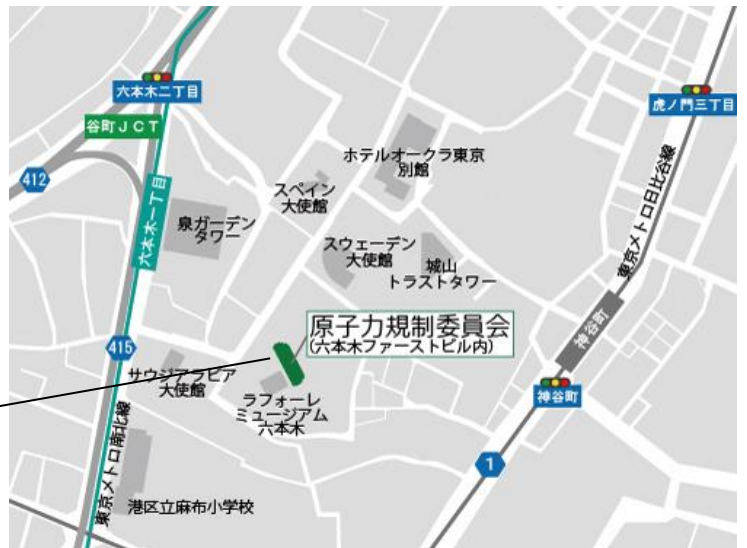 六本木二丁目
谷町JCT
412
虎ノ門三丁目
ホテルオークラ東京
別館
スペイン
大使館
東京メトロ日比谷線
六本木一丁目
泉ガーデン
タワー
スウェーデン
大使館
城山
トラストタワー
原子力規制委員会
(六本木ファーストビル内)
神谷町
415
サウジアラビア
大使館
ラフォーレ
ミュージアム
六本木
神谷町
東京メトロ南北線
1
港区立麻布小学校